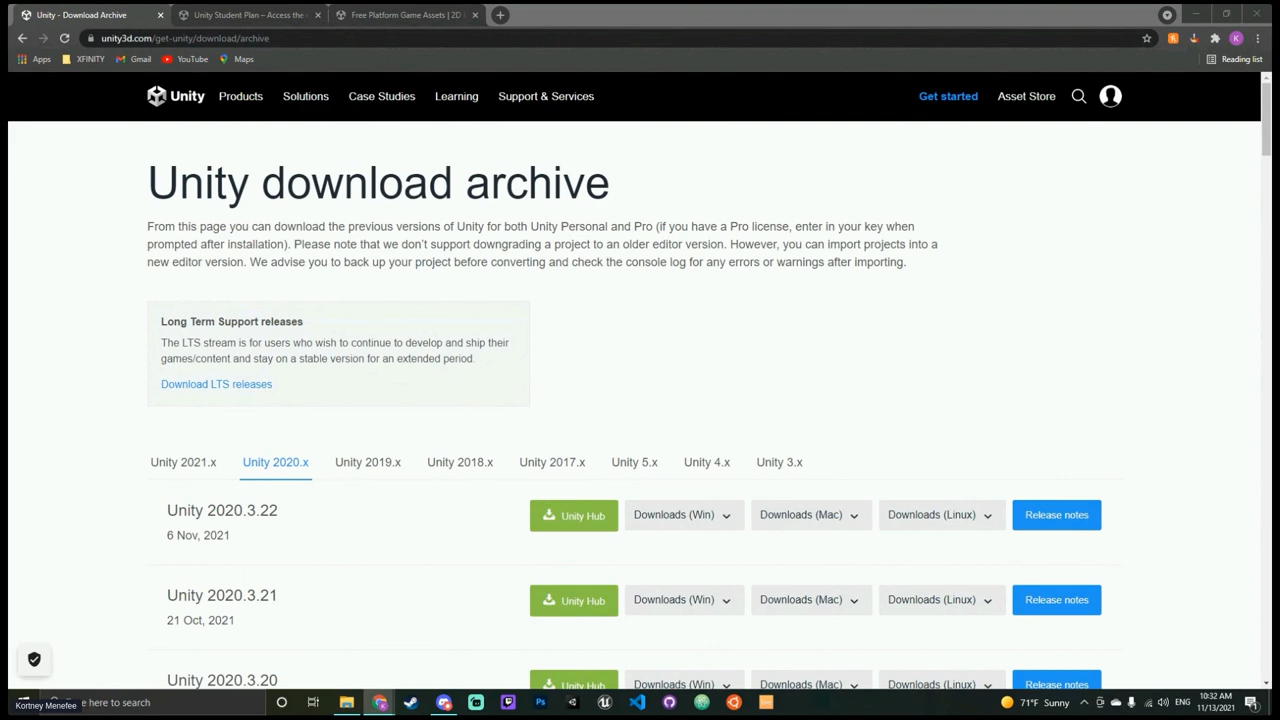 Unity - Download Archive
Unity Student Plan – Access the
Free Platform Game Assets | 2D
unity3d.com/get-unity/download/archive
K
Apps
XFINITY
Gmail
YouTube
Maps
Reading list
Unity
Products
Solutions
Case Studies
Learning
Support & Services
Get started
Asset Store
Unity download archive
From this page you can download the previous versions of Unity for both Unity Personal and Pro (if you have a Pro license, enter in your key when
prompted after installation). Please note that we don’t support downgrading a project to an older editor version. However, you can import projects into a
new editor version. We advise you to back up your project before converting and check the console log for any errors or warnings after importing.
Long Term Support releases
The LTS stream is for users who wish to continue to develop and ship their
games/content and stay on a stable version for an extended period.
Download LTS releases
Unity 2021.x
Unity 2020.x
Unity 2019.x
Unity 2018.x
Unity 2017.x
Unity 5.x
Unity 4.x
Unity 3.x
Unity 2020.3.22
6 Nov, 2021
Unity Hub
Downloads (Win)
Downloads (Mac)
Downloads (Linux)
Release notes
Unity 2020.3.21
21 Oct, 2021
Unity Hub
Downloads (Win)
Downloads (Mac)
Downloads (Linux)
Release notes
Unity 2020.3.20
Unity Hub
Downloads (Win)
Downloads (Mac)
Downloads (Linux)
Release notes
Kortney Menefee
here to search
71°F Sunny
ENG
10:32 AM
11/13/2021